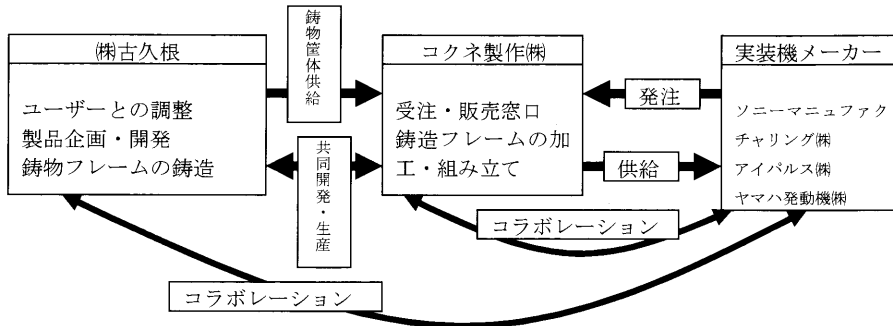 ㈱古久根
ユーザーとの調整
製品企画・開発
鋳物フレームの鋳造
鋳物筐体供給
共同開発・生産
コクネ製作㈱
受注・販売窓口
鋳造フレームの加
工・組み立て
発注
供給
実装機メーカー
ソニーマニュファク
チャリング㈱
アイパルス㈱
ヤマハ発動機㈱
コラボレーション
コラボレーション